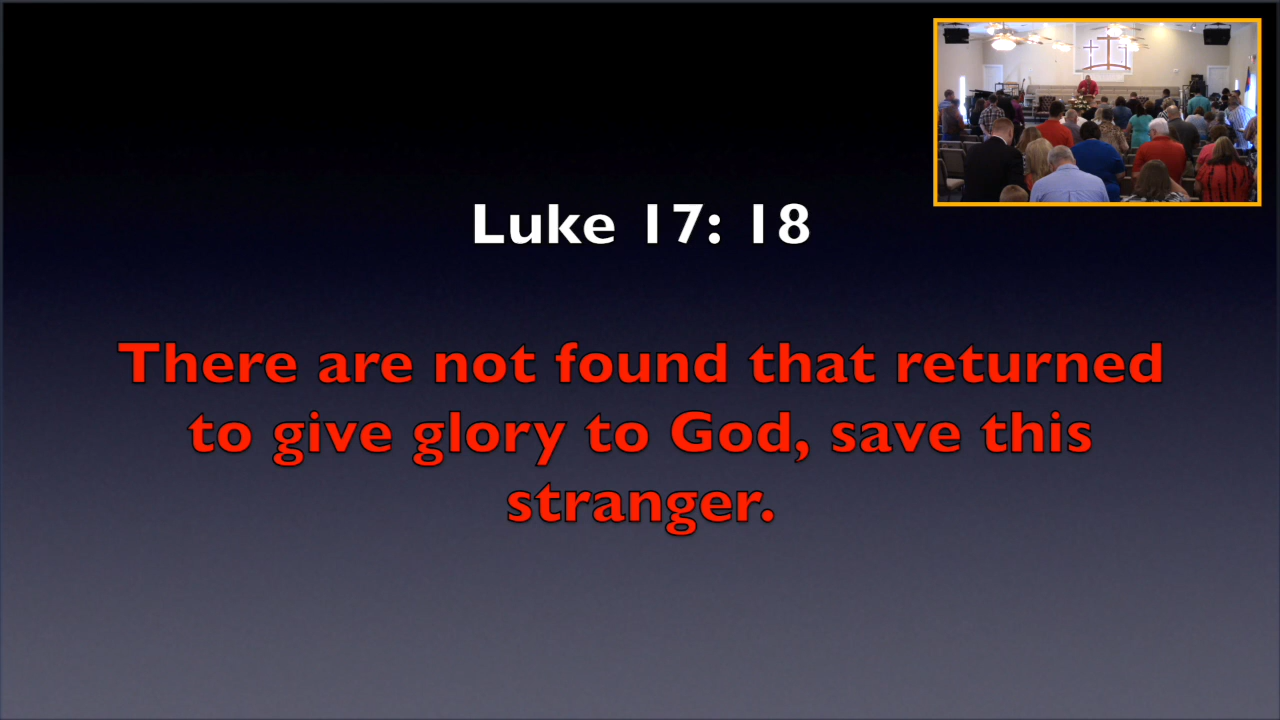 Luke 17: 18
There are not found that returned
to give glory to God, save this
stranger.